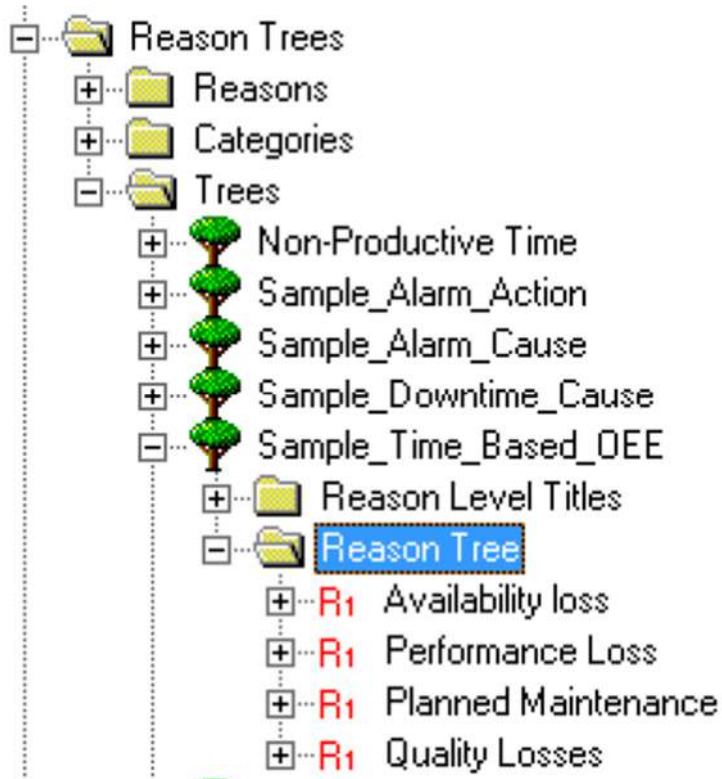 Reason Trees
Reasons
Categories
Trees
Non-Productive Time
Sample_Alarm_Action
Sample_Alarm_Cause
Sample_Downtime_Cause
Sample_Time_Based_OEE
Reason Level Titles
Reason Tree
R1 Availability loss
R1 Performance Loss
R1 Planned Maintenance
R1 Quality Losses